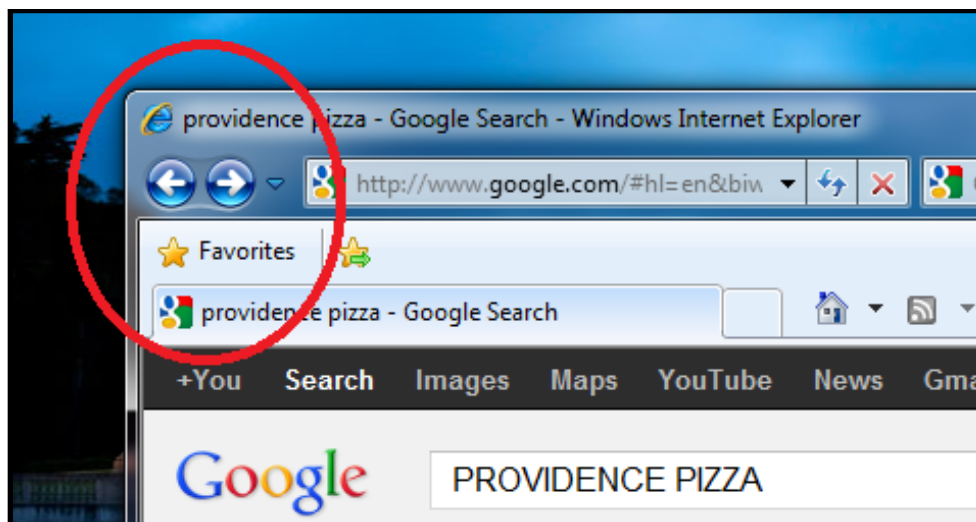 providence pizza - Google Search - Windows Internet Explorer
http://www.google.com/#hl=en&biw
Favorites
providence pizza - Google Search
+You Search Images Maps YouTube News Gma
Google PROVIDENCE PIZZA